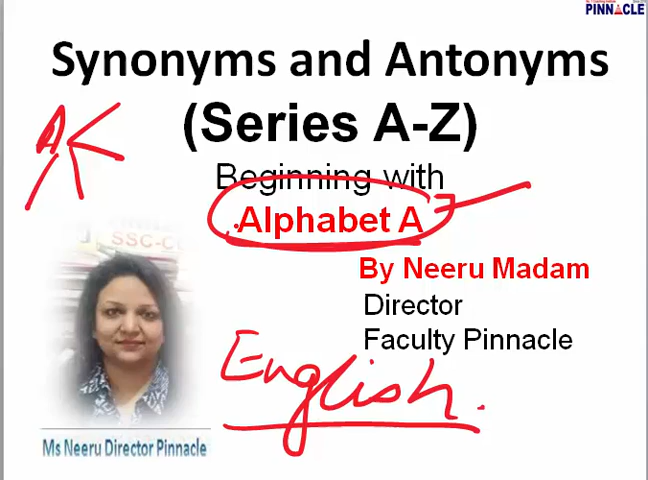 PINNACLE
Synonyms and Antonyms
(Series A-Z)
Beginning with
Alphabet A
SSC-C
By Neeru Madam
Director
Faculty Pinnacle
English.
Ms Neeru Director Pinnacle